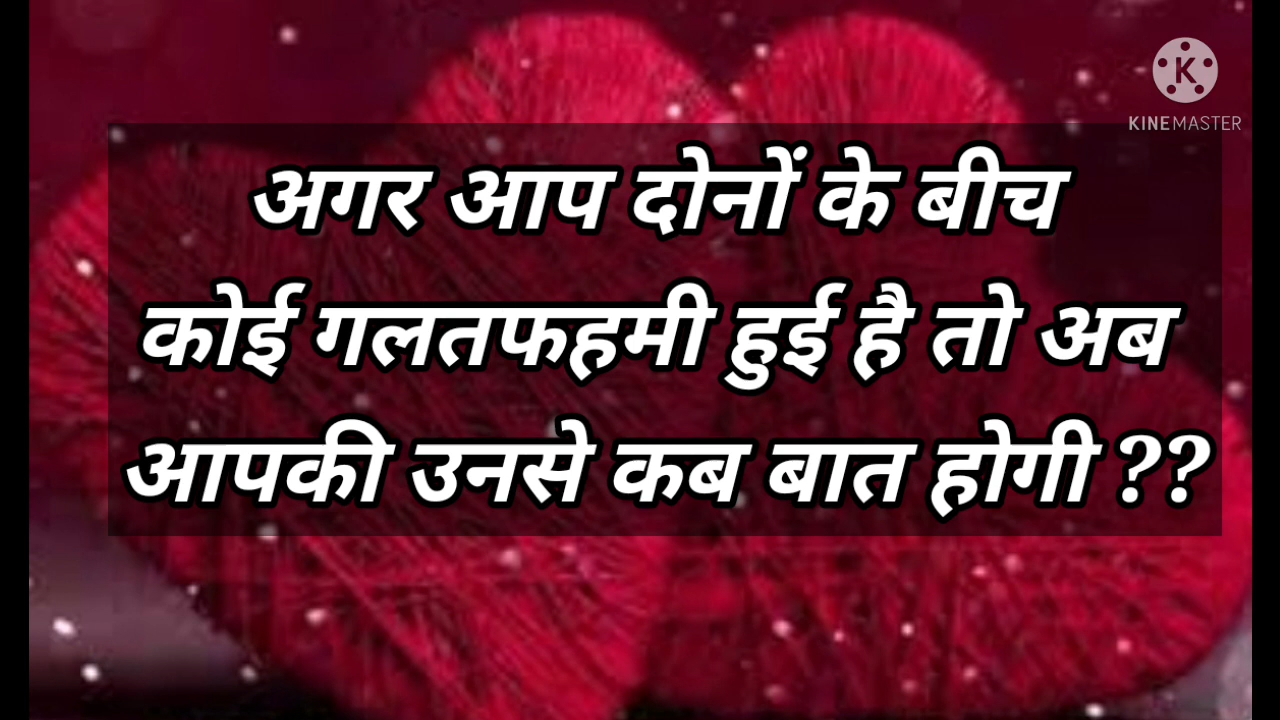 KINEMASTER
अगर आप दोनों के बीच
कोई गलतफहमी हुई है तो अब
आपकी उनसे कब बात होगी ??